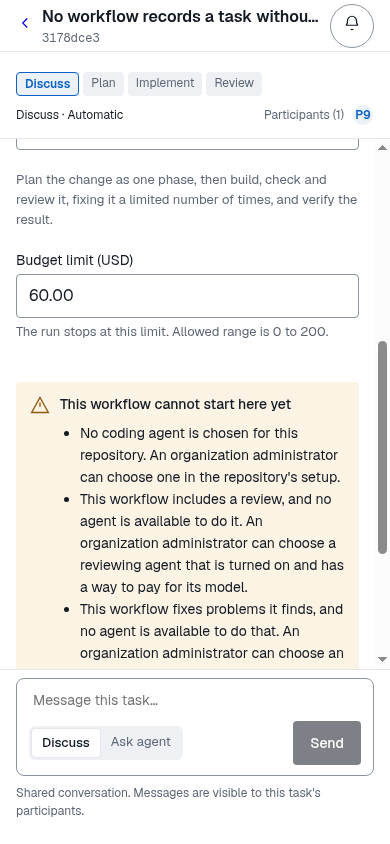 No workflow records a task withou...
3178dce3
Discuss
Plan
Implement
Review
Discuss · Automatic
Participants (1)
P9
Plan the change as one phase, then build, check and
review it, fixing it a limited number of times, and verify the
result.
Budget limit (USD)
60.00
The run stops at this limit. Allowed range is 0 to 200.
This workflow cannot start here yet
• No coding agent is chosen for this
repository. An organization administrator
can choose one in the repository's setup.
• This workflow includes a review, and no
agent is available to do it. An
organization administrator can choose a
reviewing agent that is turned on and has
a way to pay for its model.
• This workflow fixes problems it finds, and
no agent is available to do that. An
organization administrator can choose an
Message this task...
Discuss
Ask agent
Send
Shared conversation. Messages are visible to this task's
participants.